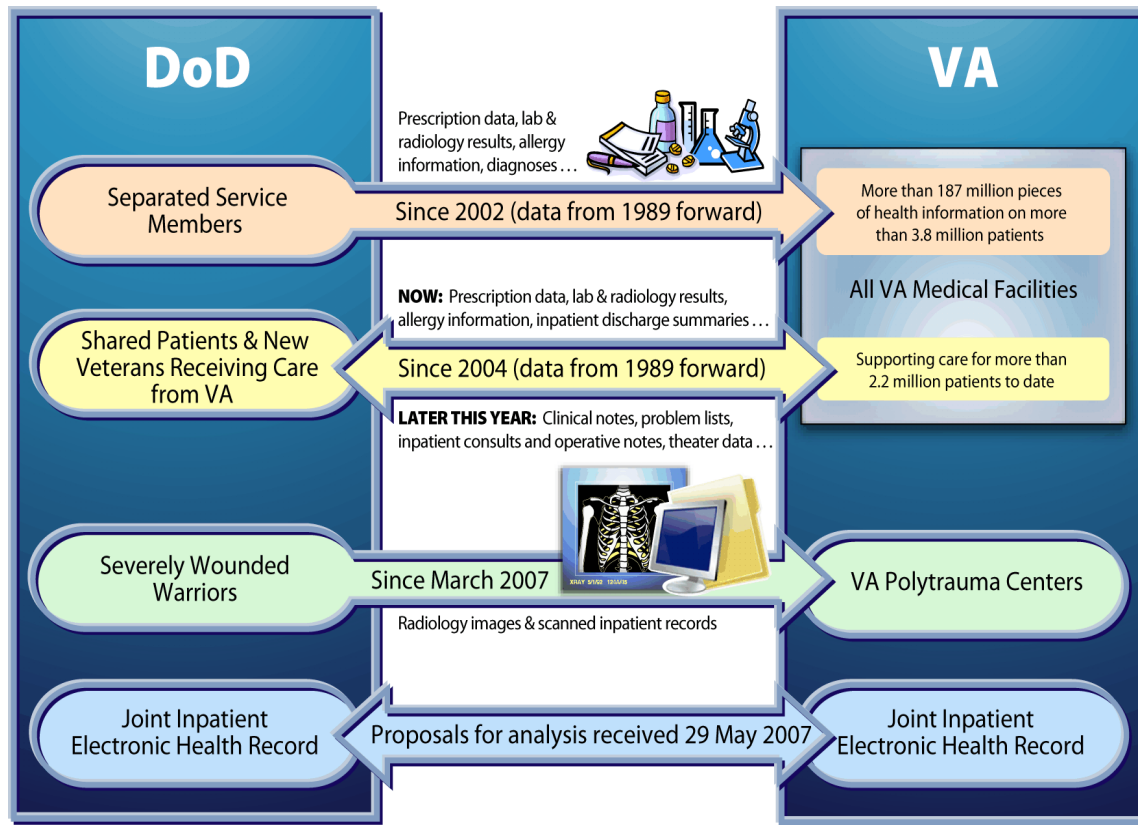 DoD
VA
Prescription data, lab &
radiology results, allergy
information, diagnoses . . .
Separated Service
Members
Since 2002 (data from 1989 forward)
More than 187 million pieces
of health information on more
than 3.8 million patients
All VA Medical Facilities
NOW: Prescription data, lab & radiology results,
allergy information, inpatient discharge summaries . . .
Shared Patients & New
Veterans Receiving Care
from VA
Since 2004 (data from 1989 forward)
Supporting care for more than
2.2 million patients to date
LATER THIS YEAR: Clinical notes, problem lists,
inpatient consults and operative notes, theater data . . .
Severely Wounded
Warriors
Since March 2007
XRAY
VA Polytrauma Centers
Radiology images & scanned inpatient records
Joint Inpatient
Electronic Health Record
Proposals for analysis received 29 May 2007
Joint Inpatient
Electronic Health Record